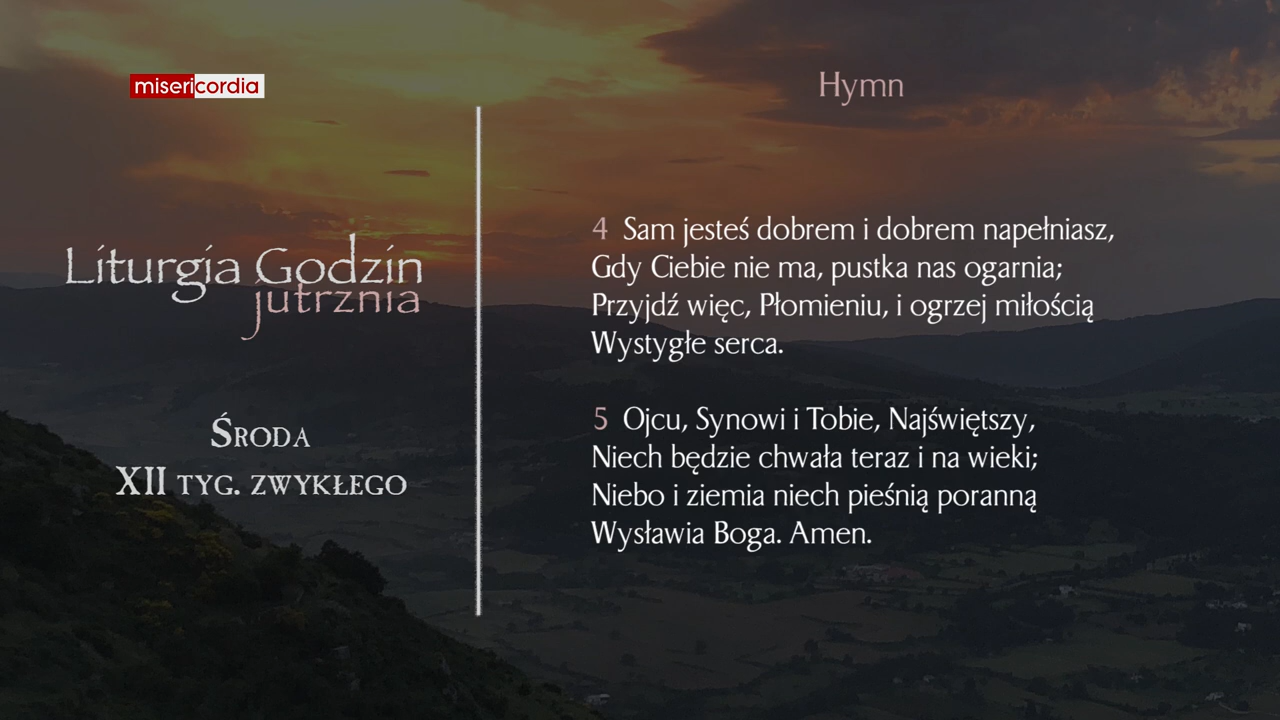 misericordia
Liturgia Godzin
jutrznia
Środa
XII tyg. zwykłego
Hymn
4 Sam jesteś dobrem i dobrem napełniasz,
Gdy Ciebie nie ma, pustka nas ogarnia;
Przyjdź więc, Płomieniu, i ogrzej miłością
Wystygłe serca.
5 Ojcu, Synowi i Tobie, Najświętszy,
Niech będzie chwała teraz i na wieki;
Niebo i ziemia niech pieśnią poranną
Wysławia Boga. Amen.